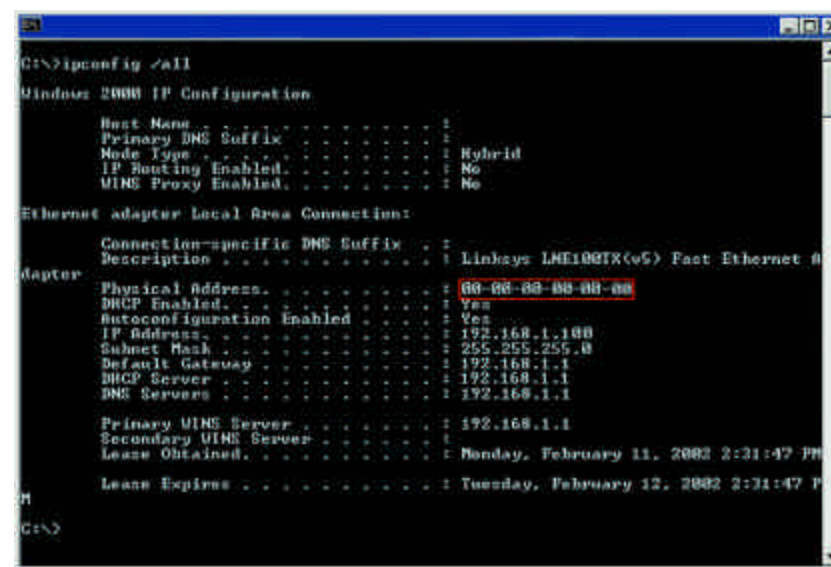 C:\>ipconfig /all
Windows 2000 IP Configuration
Host Name . . . . . . . . . . . . :
Primary DNS Suffix . . . . . . . :
Node Type . . . . . . . . . . . . : Hybrid
IP Routing Enabled. . . . . . . . : No
WINS Proxy Enabled. . . . . . . . : No
Ethernet adapter Local Area Connection:
Connection-specific DNS Suffix . :
Description . . . . . . . . . . . : Linksys LNE100TX(v5) Fast Ethernet A
dapter
Physical Address. . . . . . . . . : 00-00-00-00-00-00
DHCP Enabled. . . . . . . . . . . : Yes
Autoconfiguration Enabled . . . . : Yes
IP Address. . . . . . . . . . . . : 192.168.1.100
Subnet Mask . . . . . . . . . . . : 255.255.255.0
Default Gateway . . . . . . . . . : 192.168.1.1
DHCP Server . . . . . . . . . . . : 192.168.1.1
DNS Servers . . . . . . . . . . . : 192.168.1.1
Primary WINS Server . . . . . . . : 192.168.1.1
Secondary WINS Server . . . . . . :
Lease Obtained. . . . . . . . . . : Monday, February 11, 2002 2:31:47 PM
Lease Expires . . . . . . . . . . : Tuesday, February 12, 2002 2:31:47 P
M
C:\>